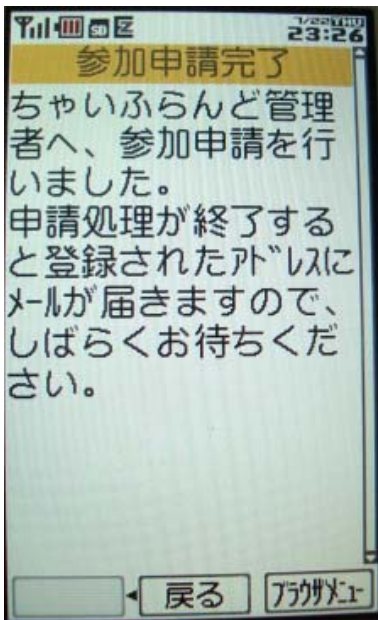 7/22 THU
23:26
参加申請完了
ちゃいふらんど管理
者へ、参加申請を行
いました。
申請処理が終了する
と登録されたｱﾄﾞﾚｽに
ﾒｰﾙが届きますので、
しばらくお待ちくだ
さい。
戻る
ﾌﾞﾗｳｻﾞﾒﾆｭｰ